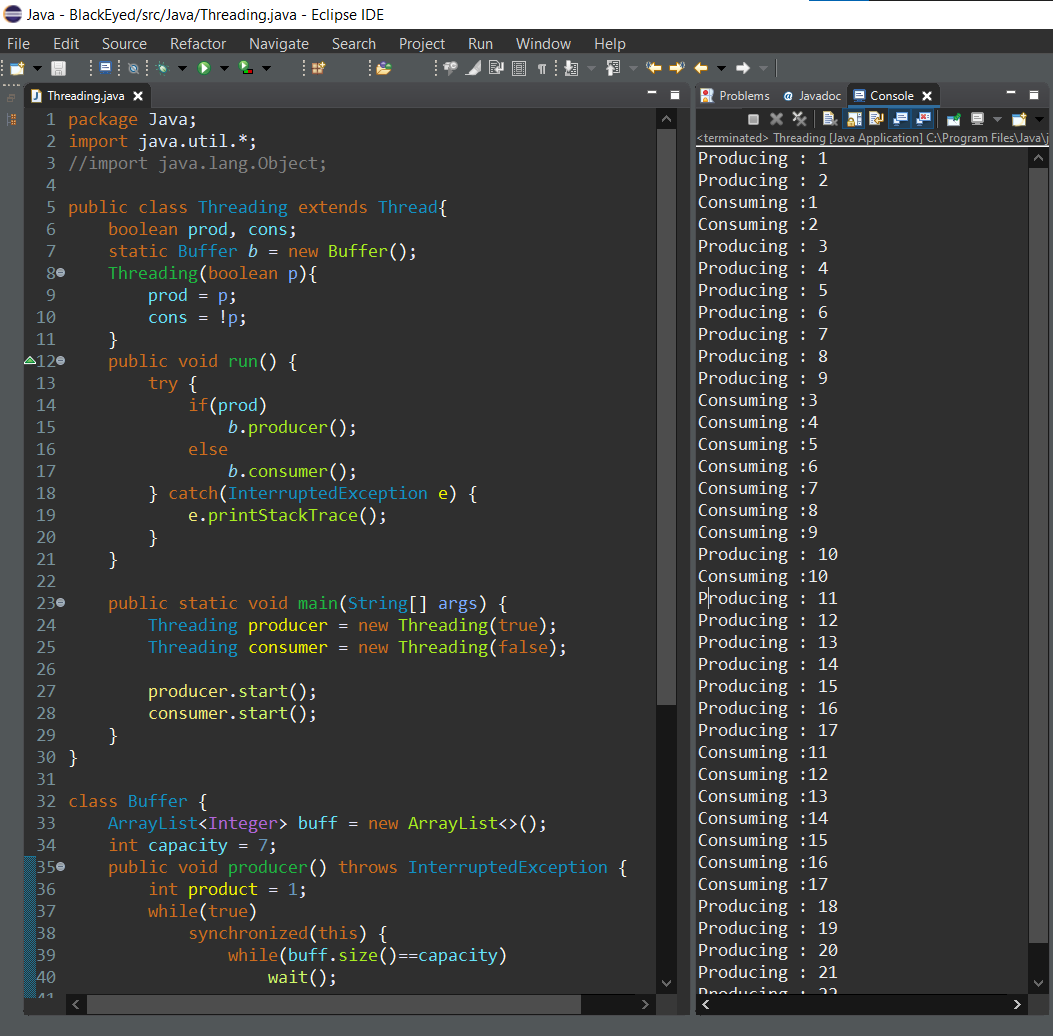 Java - BlackEyed/src/Java/Threading.java - Eclipse IDE
File Edit Source Refactor Navigate Search Project Run Window Help
Threading.java
1 package Java;
2 import java.util.*;
3 //import java.lang.Object;
4
5 public class Threading extends Thread{
6 boolean prod, cons;
7 static Buffer b = new Buffer();
8 Threading(boolean p){
9 prod = p;
10 cons = !p;
11 }
12 public void run() {
13 try {
14 if(prod)
15 b.producer();
16 else
17 b.consumer();
18 } catch(InterruptedException e) {
19 e.printStackTrace();
20 }
21 }
22
23 public static void main(String[] args) {
24 Threading producer = new Threading(true);
25 Threading consumer = new Threading(false);
26
27 producer.start();
28 consumer.start();
29 }
30 }
31
32 class Buffer {
33 ArrayList<Integer> buff = new ArrayList<>();
34 int capacity = 7;
35 public void producer() throws InterruptedException {
36 int product = 1;
37 while(true)
38 synchronized(this) {
39 while(buff.size()==capacity)
40 wait();
41
Problems Javadoc Console
<terminated> Threading [Java Application] C:\Program Files\Java\j
Producing : 1
Producing : 2
Consuming :1
Consuming :2
Producing : 3
Producing : 4
Producing : 5
Producing : 6
Producing : 7
Producing : 8
Producing : 9
Consuming :3
Consuming :4
Consuming :5
Consuming :6
Consuming :7
Consuming :8
Consuming :9
Producing : 10
Consuming :10
Producing : 11
Producing : 12
Producing : 13
Producing : 14
Producing : 15
Producing : 16
Producing : 17
Consuming :11
Consuming :12
Consuming :13
Consuming :14
Consuming :15
Consuming :16
Consuming :17
Producing : 18
Producing : 19
Producing : 20
Producing : 21
Producing : 22